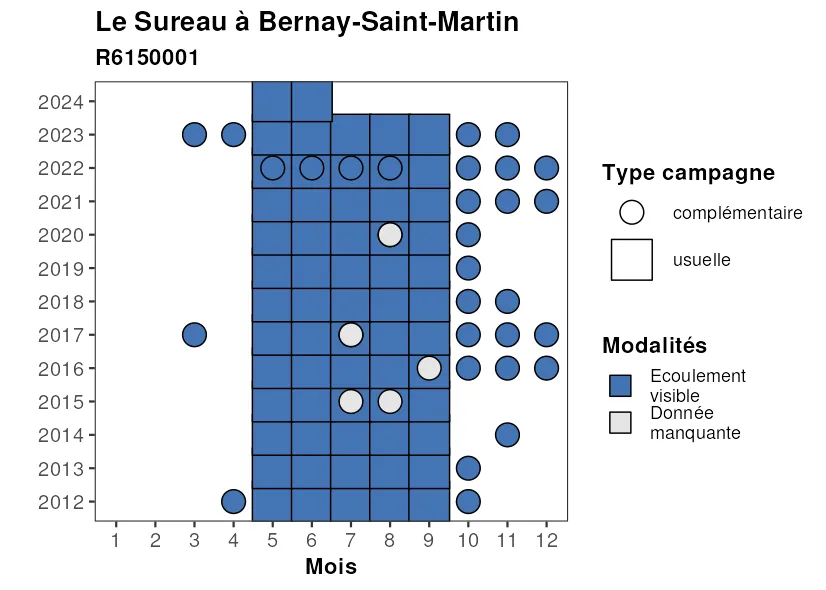 Le Sureau à Bernay-Saint-Martin
R6150001
2024
2023
2022
2021
2020
2019
2018
2017
2016
2015
2014
2013
2012
1 2 3 4 5 6 7 8 9 10 11 12
Mois
Type campagne
complémentaire
usuelle
Modalités
Ecoulement
visible
Donnée
manquante